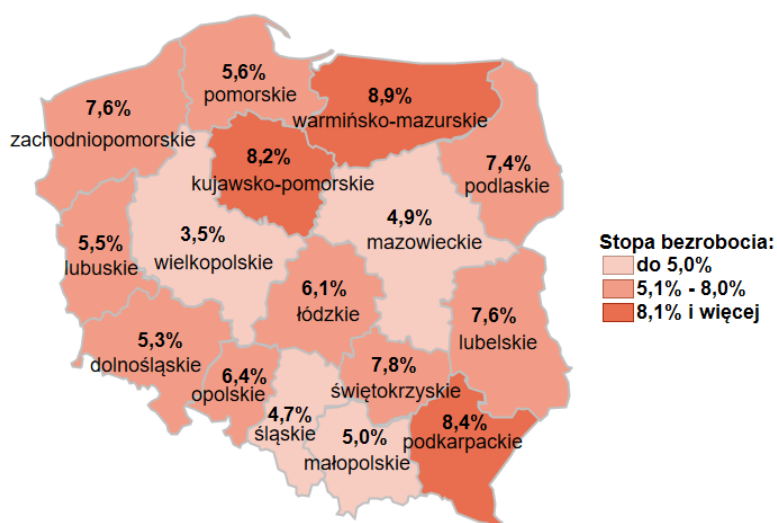 5,6%
pomorskie
8,9%
warmińsko-mazurskie
7,6%
zachodniopomorskie
8,2%
kujawsko-pomorskie
7,4%
podlaskie
4,9%
mazowieckie
3,5%
wielkopolskie
5,5%
lubuskie
6,1%
łódzkie
7,6%
lubelskie
5,3%
dolnośląskie
6,4%
opolskie
7,8%
świętokrzyskie
4,7%
śląskie
5,0%
małopolskie
8,4%
podkarpackie
Stopa bezrobocia:
do 5,0%
5,1% - 8,0%
8,1% i więcej